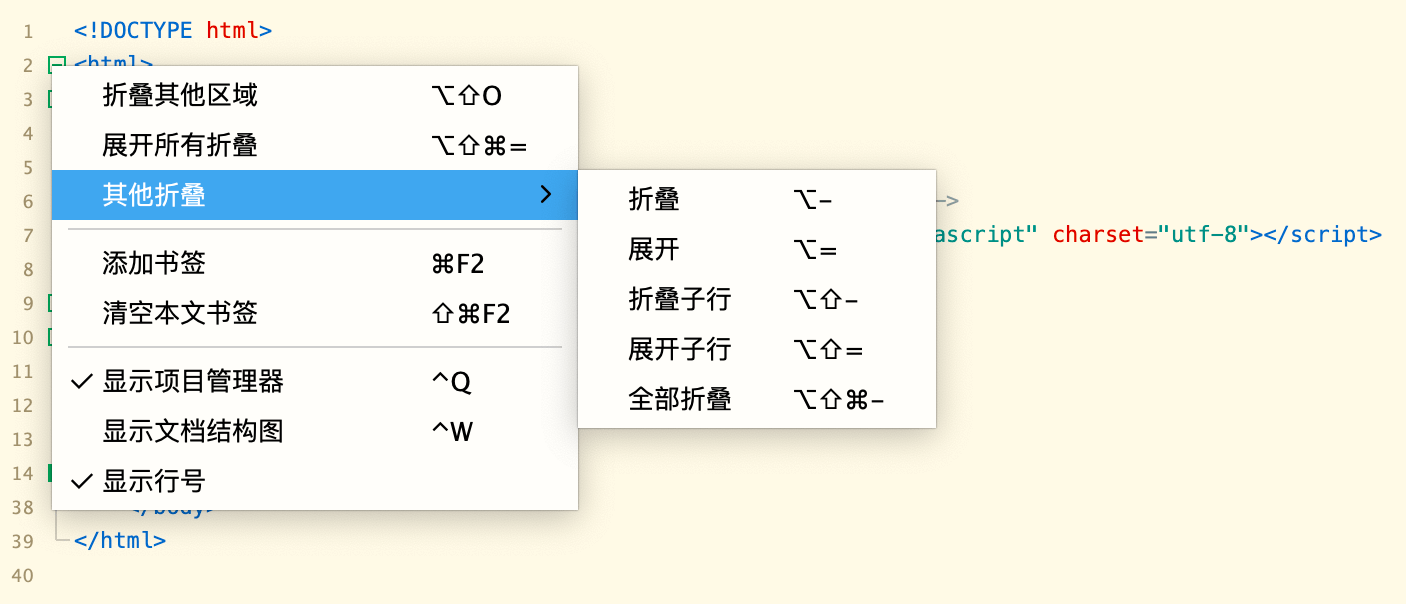 1 <!DOCTYPE html>
2 <html>
3
折叠其他区域 ⌥⇧O
4
展开所有折叠 ⌥⇧⌘=
5
6 其他折叠 ->
折叠 ⌥-
7 ascript" charset="utf-8"></script>
展开 ⌥=
8 添加书签 ⌘F2
折叠子行 ⌥⇧-
9 清空本文书签 ⇧⌘F2
10
展开子行 ⌥⇧=
11 显示项目管理器 ^Q
全部折叠 ⌥⇧⌘-
12
13 显示文档结构图 ^W
14 显示行号
38 </body>
39 </html>
40